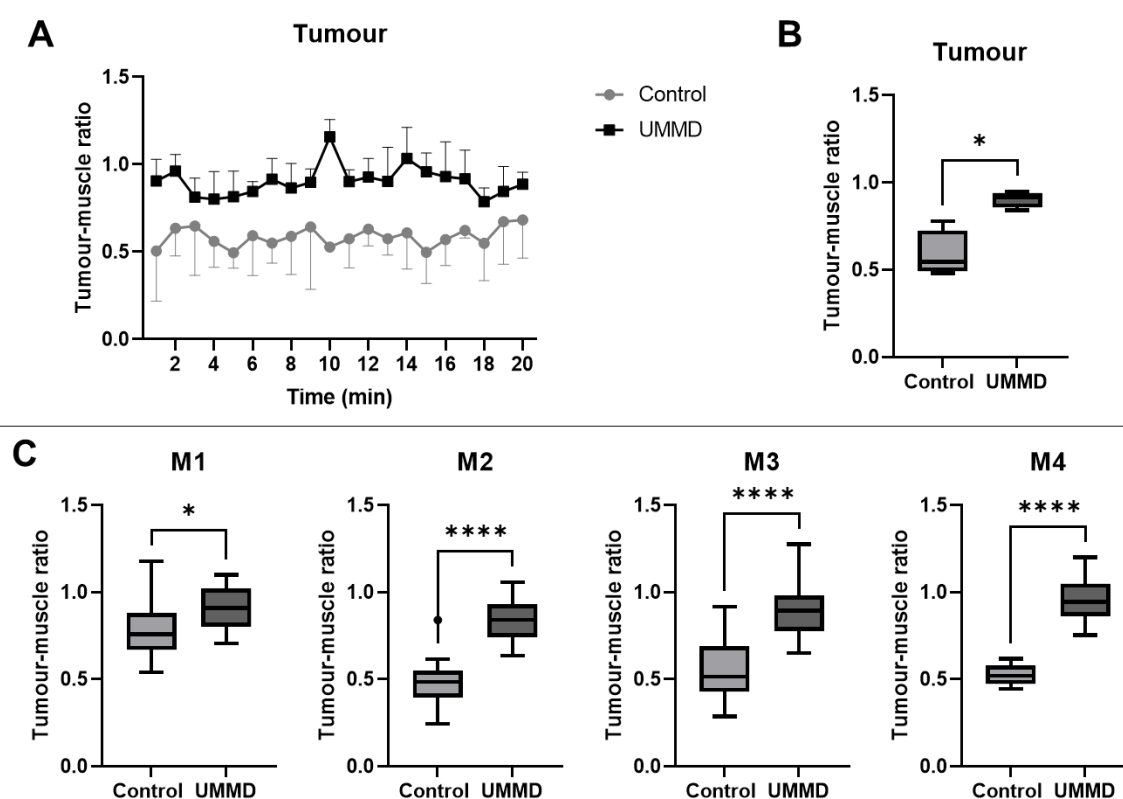 A
Tumour
Tumour-muscle ratio
1.5
1.0
0.5
0.0
2 4 6 8 10 12 14 16 18 20
Time (min)
Control
UMMD
B
Tumour
Tumour-muscle ratio
1.5
1.0
0.5
0.0
*
Control UMMD
C
M1
Tumour-muscle ratio
1.5
1.0
0.5
0.0
*
Control UMMD
M2
Tumour-muscle ratio
1.5
1.0
0.5
0.0
****
Control UMMD
M3
Tumour-muscle ratio
1.5
1.0
0.5
0.0
****
Control UMMD
M4
Tumour-muscle ratio
1.5
1.0
0.5
0.0
****
Control UMMD